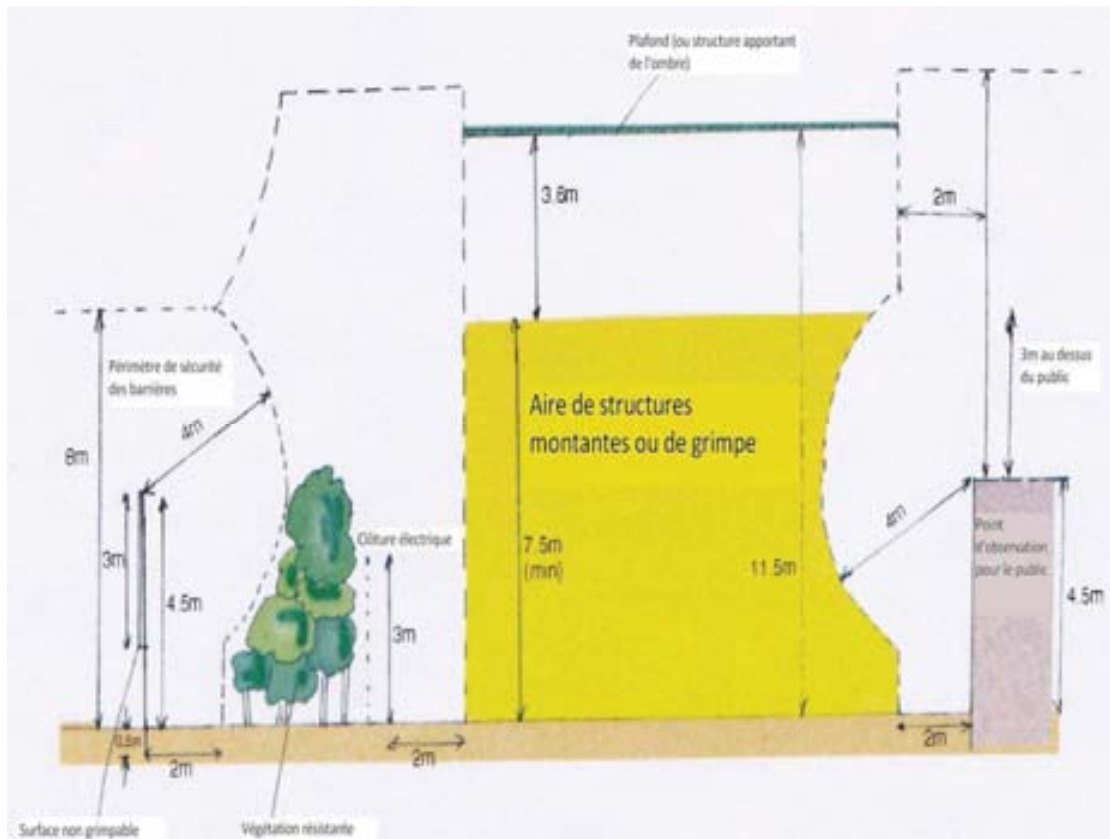 Plafond (ou structure apportant
de l'ombre)
3.6m
2m
Périmètre de sécurité
des barrières
3m au dessus
du public
4m
8m
Aire de structures
montantes ou de grimpe
Clôture électrique
3m
4.5m
3m
7.5m
(min)
11.5m
4m
Point
d'obervation
pour le public
4.5m
2m
2m
2m
Surface non grimpable
Végétation résistante